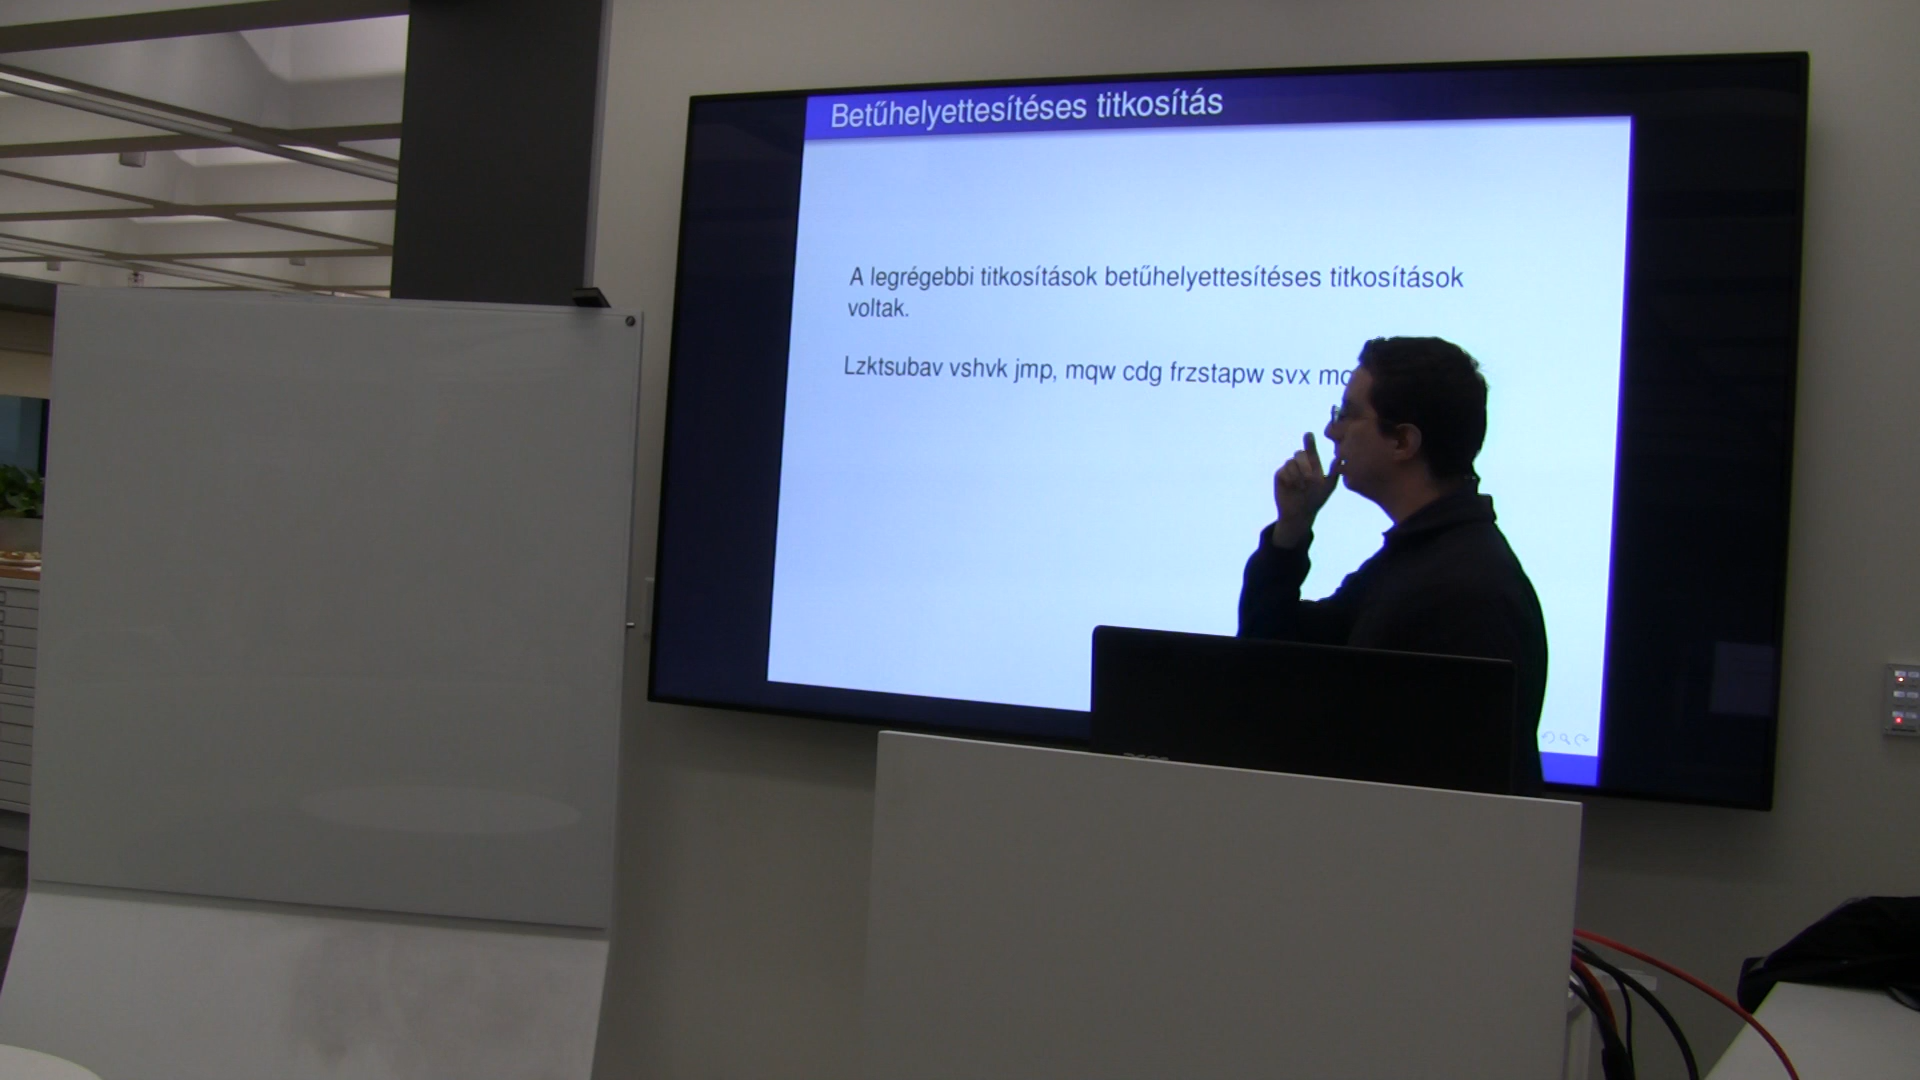 Betűhelyettesítéses titkosítás
A legrégebbi titkosítások betűhelyettesítéses titkosítások
voltak.
Lzktsubav vshvk jmp, mqw cdg frzstapw svx